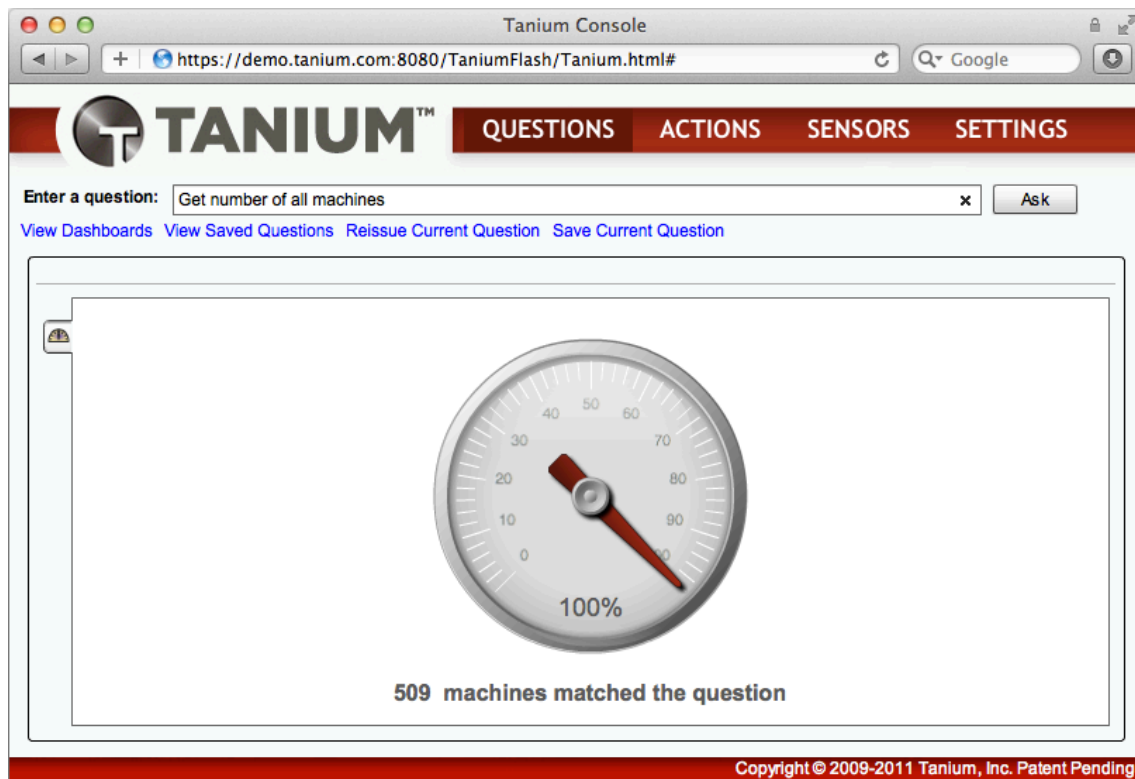 Tanium Console
https://demo.tanium.com:8080/TaniumFlash/Tanium.html#
Google
TANIUM™
QUESTIONS ACTIONS SENSORS SETTINGS
Enter a question: Get number of all machines Ask
View Dashboards View Saved Questions Reissue Current Question Save Current Question
50
40 60
30 70
20 80
10 90
0 00
100%
509 machines matched the question
Copyright © 2009-2011 Tanium, Inc. Patent Pending